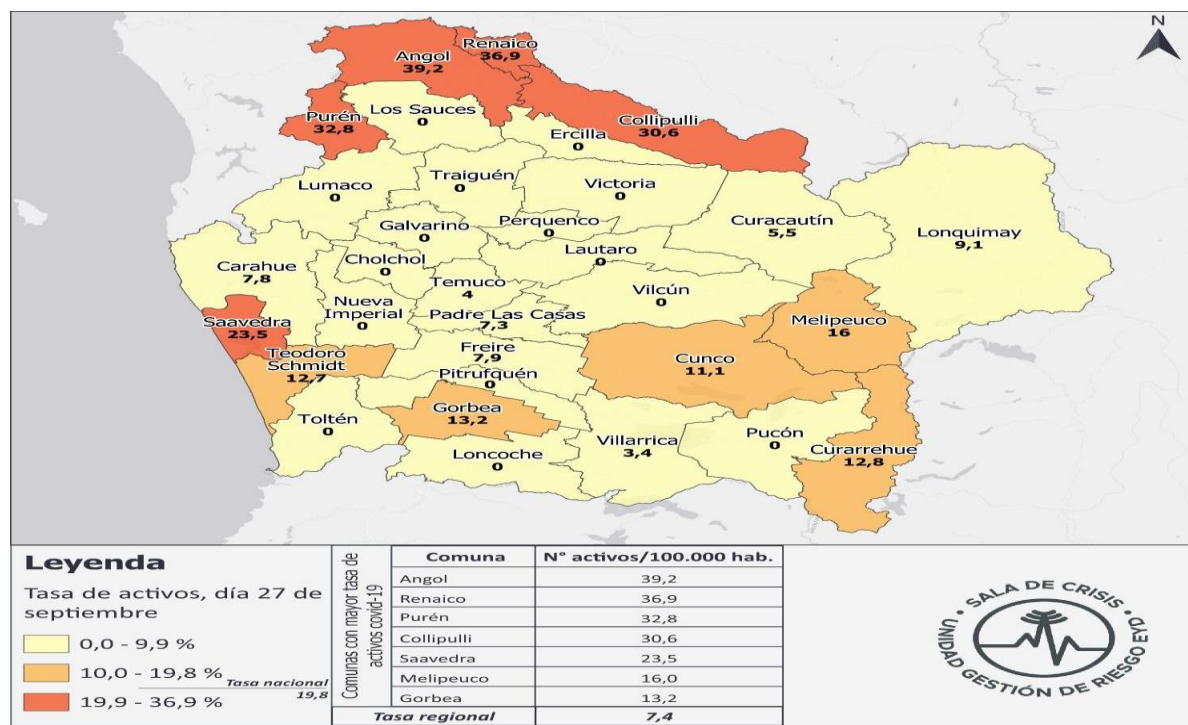 N
Renaico
36,9
Angol
39,2
Los Sauces
0
Purén
32,8
Collipulli
30,6
Ercilla
0
Lumaco
0
Traiguén
0
Victoria
0
Curacautín
5,5
Lonquimay
9,1
Galvarino
0
Perquenco
0
Lautaro
0
Cholchol
0
Carahue
7,8
Temuco
4
Vilcún
0
Nueva
Imperial
0
Padre Las Casas
7,3
Melipeuco
16
Saavedra
23,5
Teodoro
Schmidt
12,7
Freire
7,9
Cunco
11,1
Pitrufquén
0
Gorbea
13,2
Toltén
0
Villarrica
3,4
Pucón
0
Curarrehue
12,8
Loncoche
0
Leyenda
Tasa de activos, día 27 de
septiembre
0,0 - 9,9 %
10,0 - 19,8 %
Tasa nacional
19,8
19,9 - 36,9 %
Comunas con mayor tasa de
activos covid-19
Comuna N° activos/100.000 hab.
Angol 39,2
Renaico 36,9
Purén 32,8
Collipulli 30,6
Saavedra 23,5
Melipeuco 16,0
Gorbea 13,2
Tasa regional 7,4
• SALA DE CRISIS •
UNIDAD GESTIÓN DE RIESGO EYD